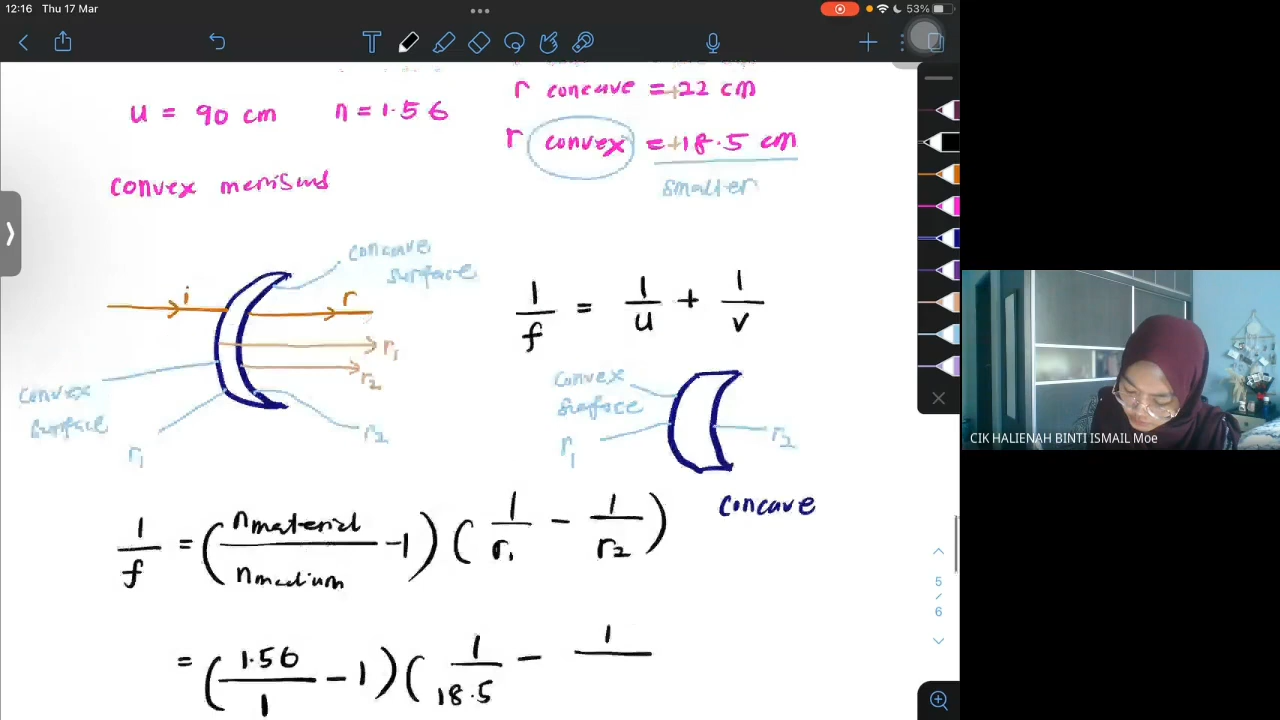 12:16 Thu 17 Mar
53%
r concave = +22 cm
u = 90 cm n = 1.56
r convex = +18.5 cm
smaller
convex meniscus
concave
surface
i
r
r1
r2
convex
surface
r1
r2
1/f = 1/u + 1/v
convex
surface
r1
r2
concave
1/f = (nmaterial/nmedium - 1) (1/r1 - 1/r2)
= (1.56/1 - 1) (1/18.5 - 1/
5
/
6
CIK HALIENAH BINTI ISMAIL Moe